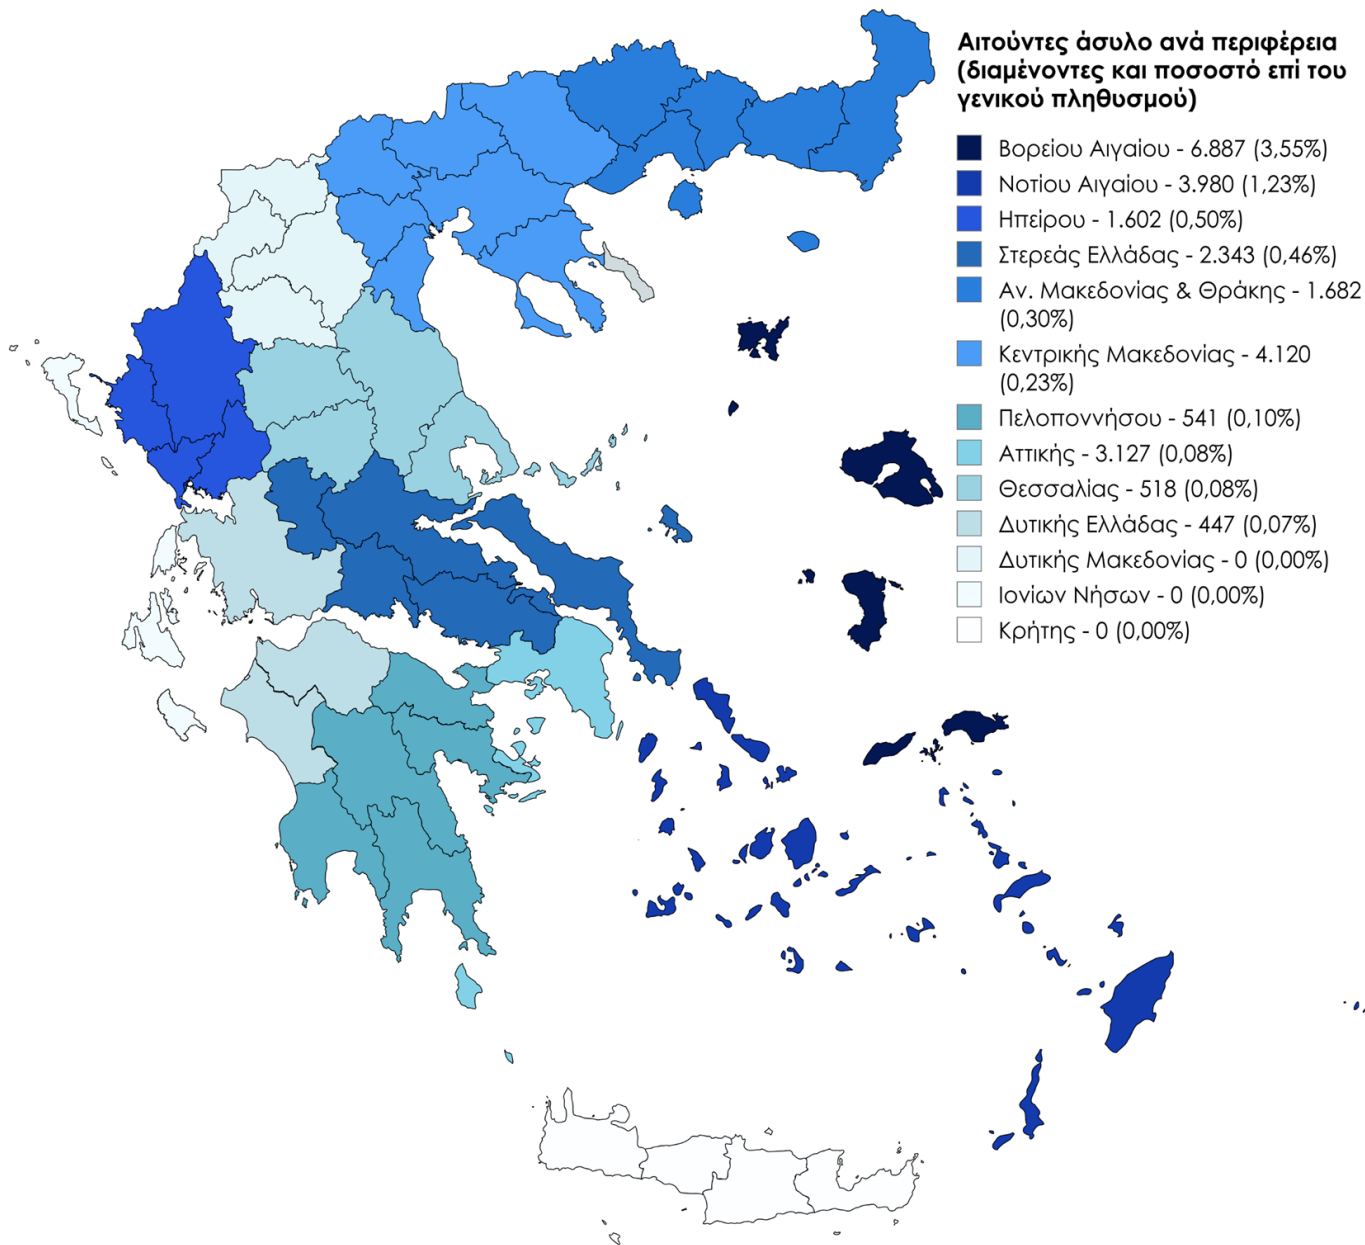 Αιτούντες άσυλο ανά περιφέρεια
(διαμένοντες και ποσοστό επί του
γενικού πληθυσμού)
Βορείου Αιγαίου - 6.887 (3,55%)
Νοτίου Αιγαίου - 3.980 (1,23%)
Ηπείρου - 1.602 (0,50%)
Στερεάς Ελλάδας - 2.343 (0,46%)
Αν. Μακεδονίας & Θράκης - 1.682
(0,30%)
Κεντρικής Μακεδονίας - 4.120
(0,23%)
Πελοποννήσου - 541 (0,10%)
Αττικής - 3.127 (0,08%)
Θεσσαλίας - 518 (0,08%)
Δυτικής Ελλάδας - 447 (0,07%)
Δυτικής Μακεδονίας - 0 (0,00%)
Ιονίων Νήσων - 0 (0,00%)
Κρήτης - 0 (0,00%)